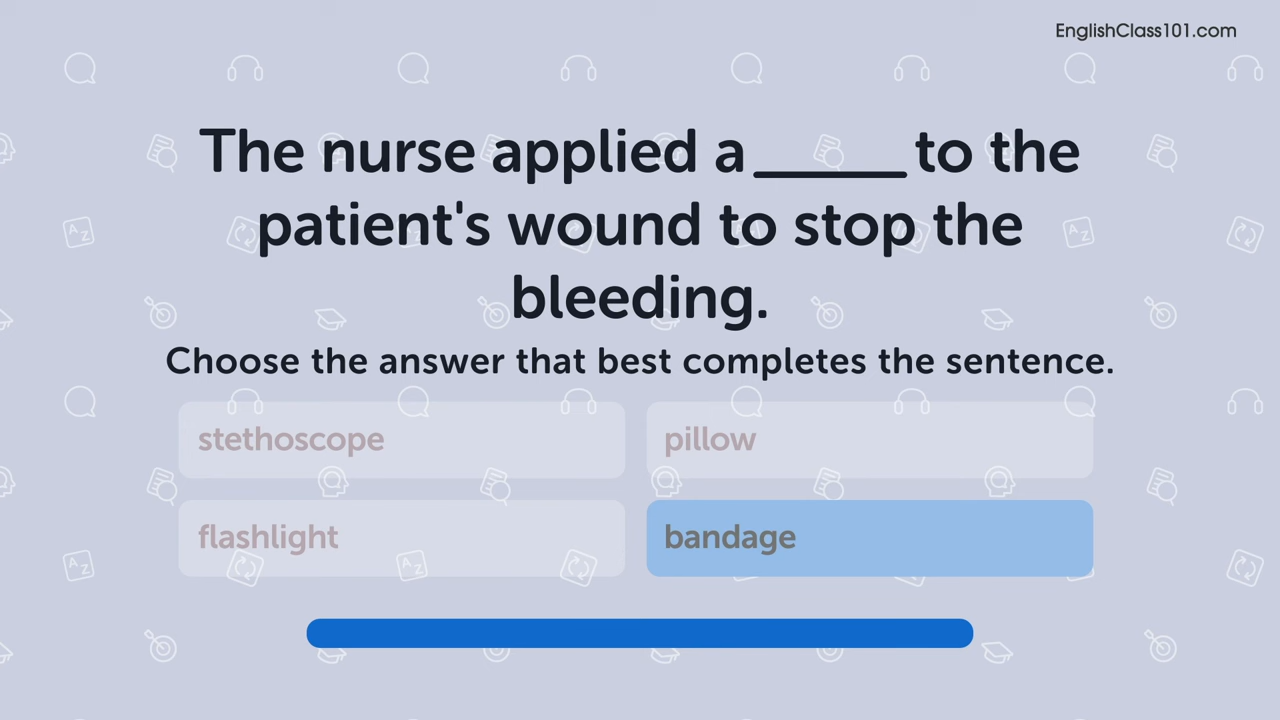 EnglishClass101.com
The nurse applied a _____ to the
patient's wound to stop the
bleeding.
Choose the answer that best completes the sentence.
stethoscope
pillow
flashlight
bandage